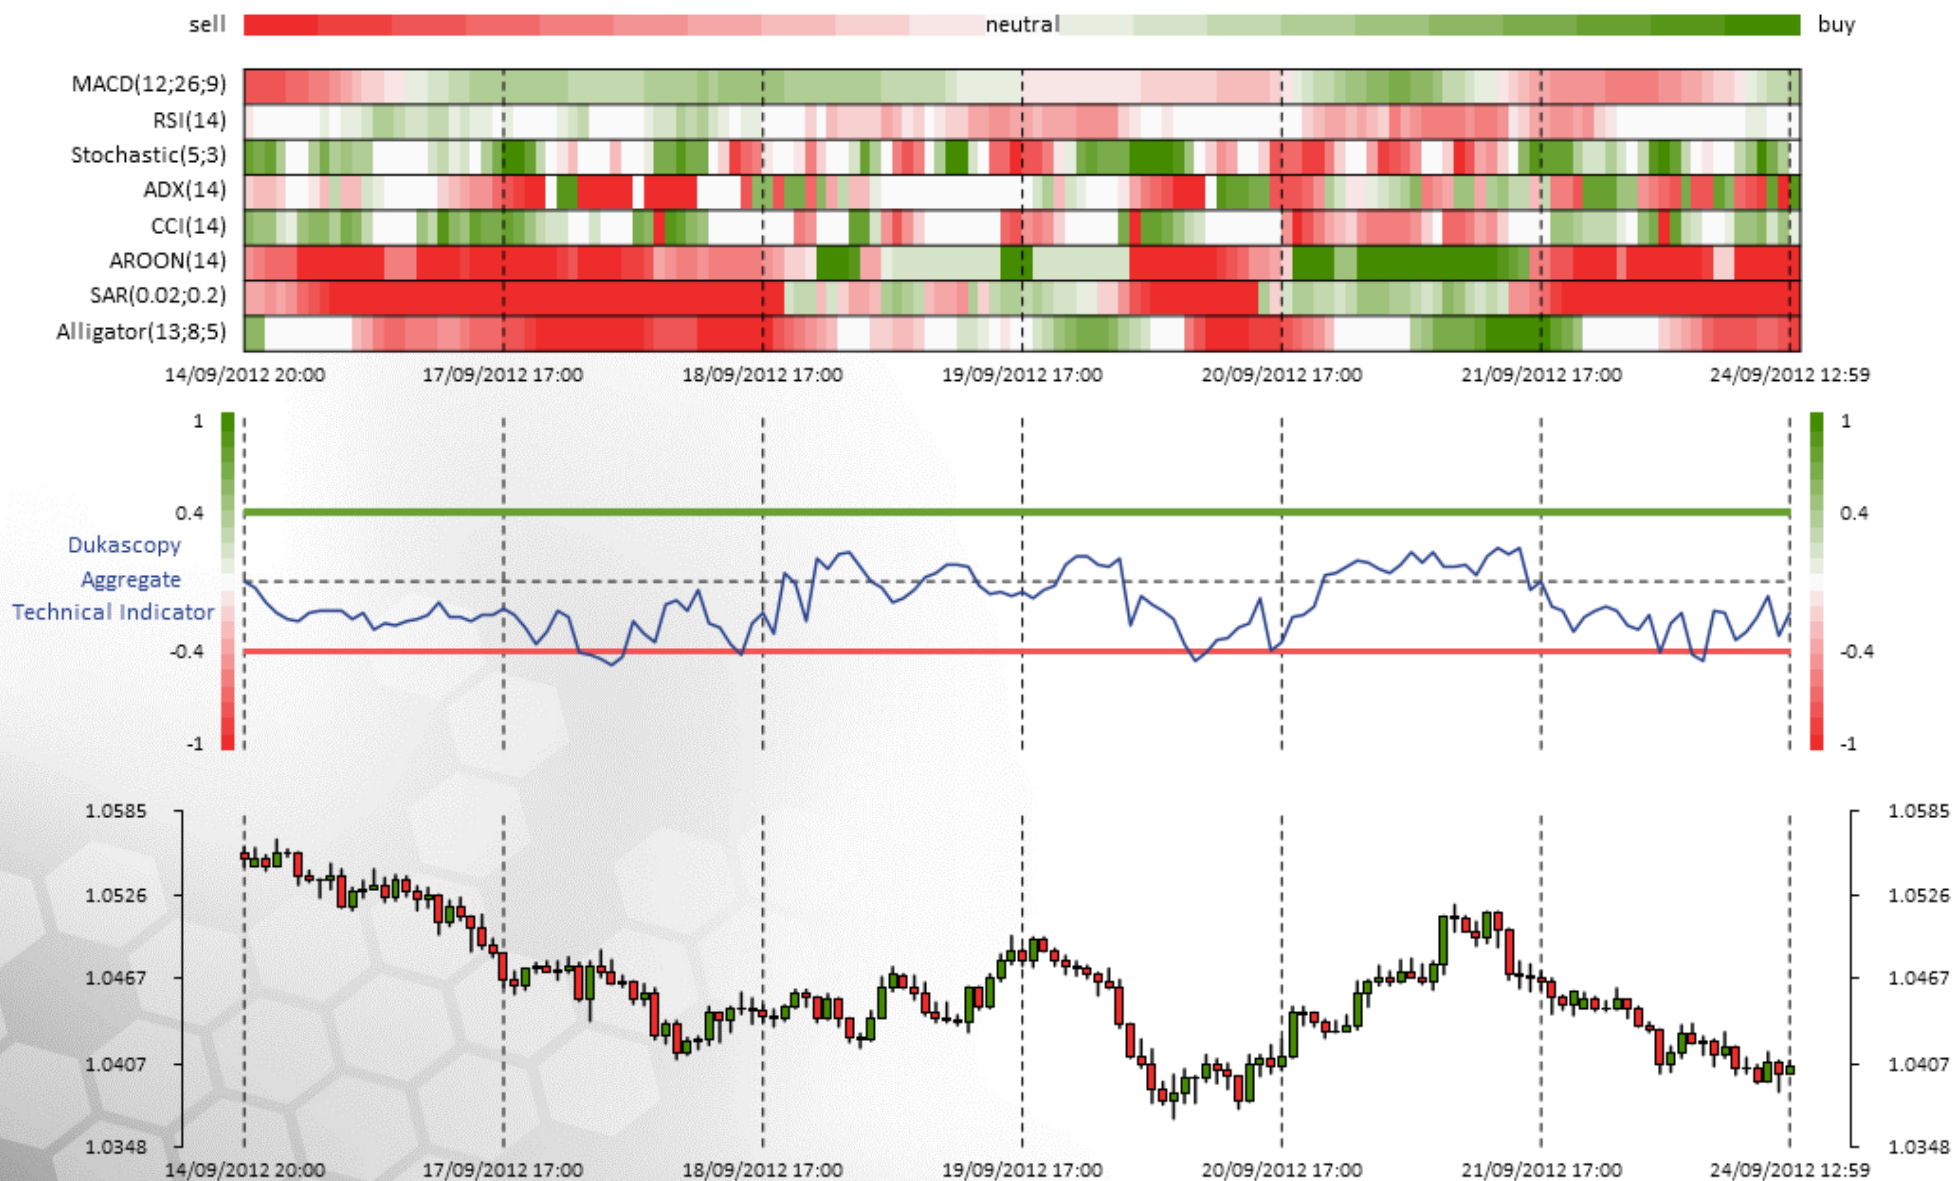 sell neutral buy
MACD(12;26;9)
RSI(14)
Stochastic(5;3)
ADX(14)
CCI(14)
AROON(14)
SAR(0.02;0.2)
Alligator(13;8;5)
14/09/2012 20:00 17/09/2012 17:00 18/09/2012 17:00 19/09/2012 17:00 20/09/2012 17:00 21/09/2012 17:00 24/09/2012 12:59
1 1
0.4 0.4
Dukascopy
Aggregate
Technical Indicator
-0.4 -0.4
-1 -1
1.0585 1.0585
1.0526 1.0526
1.0467 1.0467
1.0407 1.0407
1.0348 1.0348
14/09/2012 20:00 17/09/2012 17:00 18/09/2012 17:00 19/09/2012 17:00 20/09/2012 17:00 21/09/2012 17:00 24/09/2012 12:59